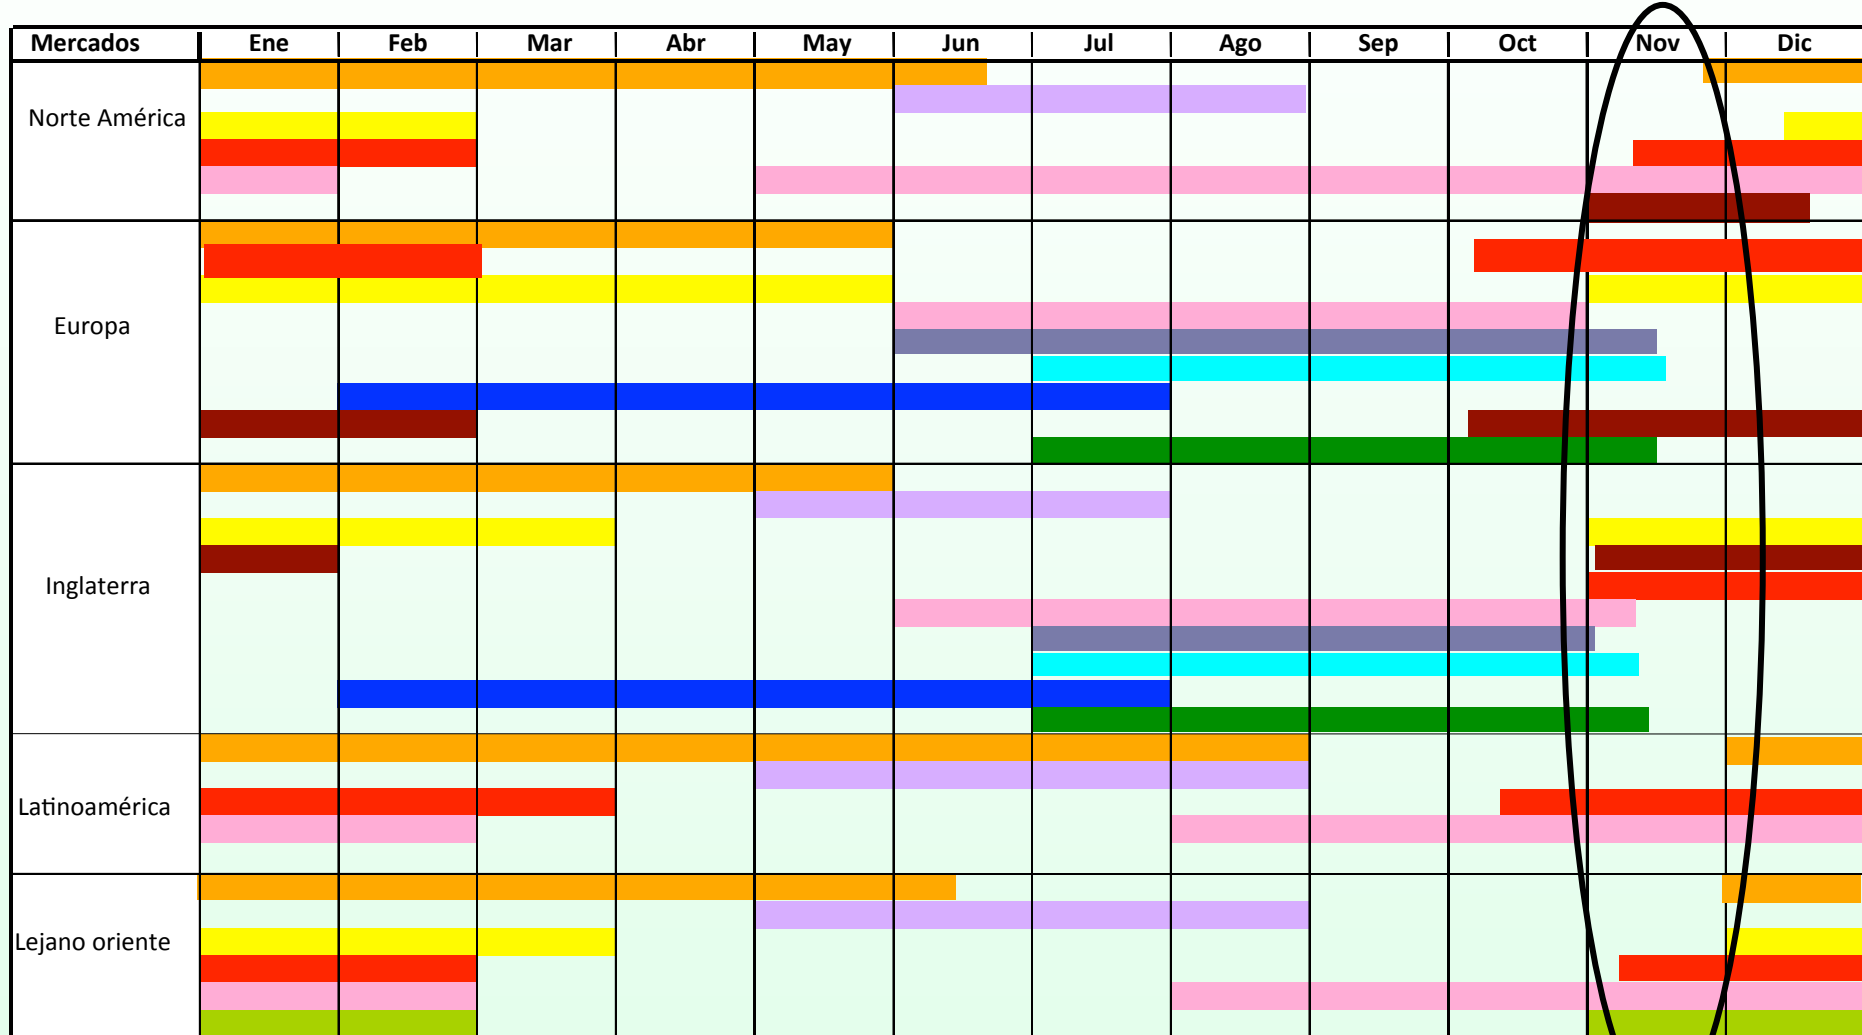 Mercados Ene Feb Mar Abr May Jun Jul Ago Sep Oct Nov Dic
Norte América
Europa
Inglaterra
Latinoamérica
Lejano oriente